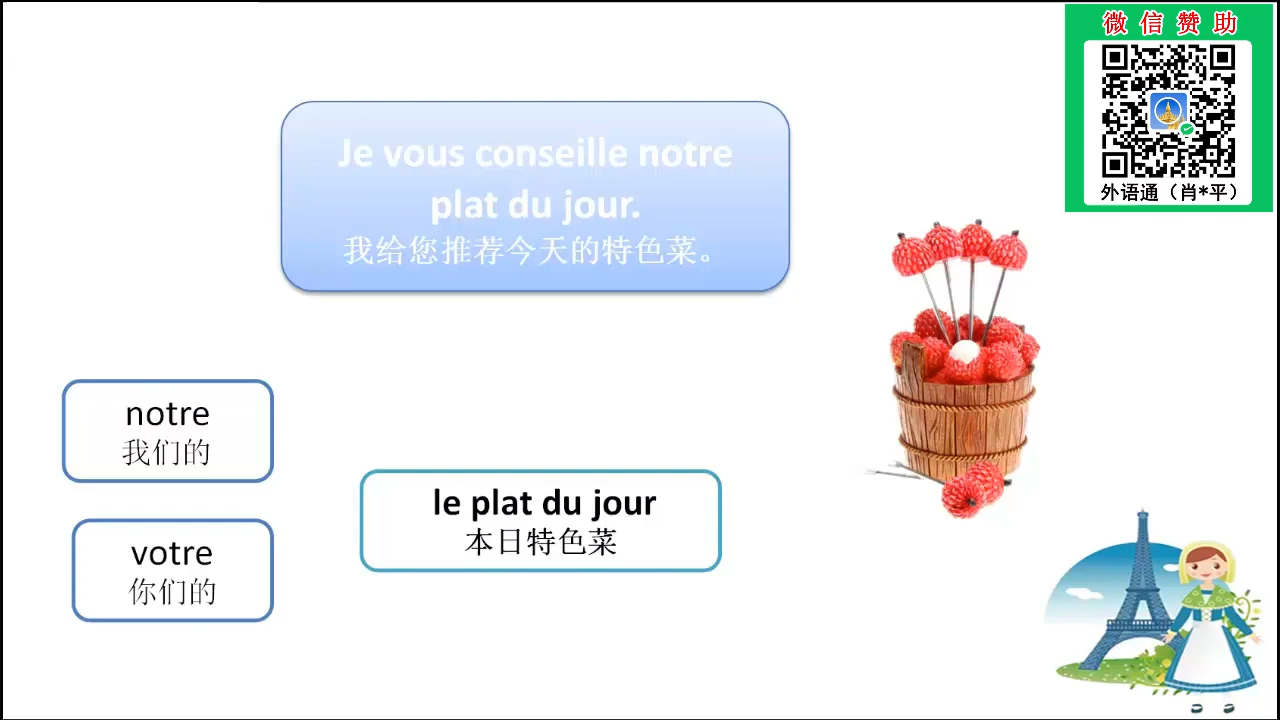 微信赞助
外语通（肖*平）
Je vous conseille notre
plat du jour.
我给您推荐今天的特色菜。
notre
我们的
le plat du jour
本日特色菜
votre
你们的